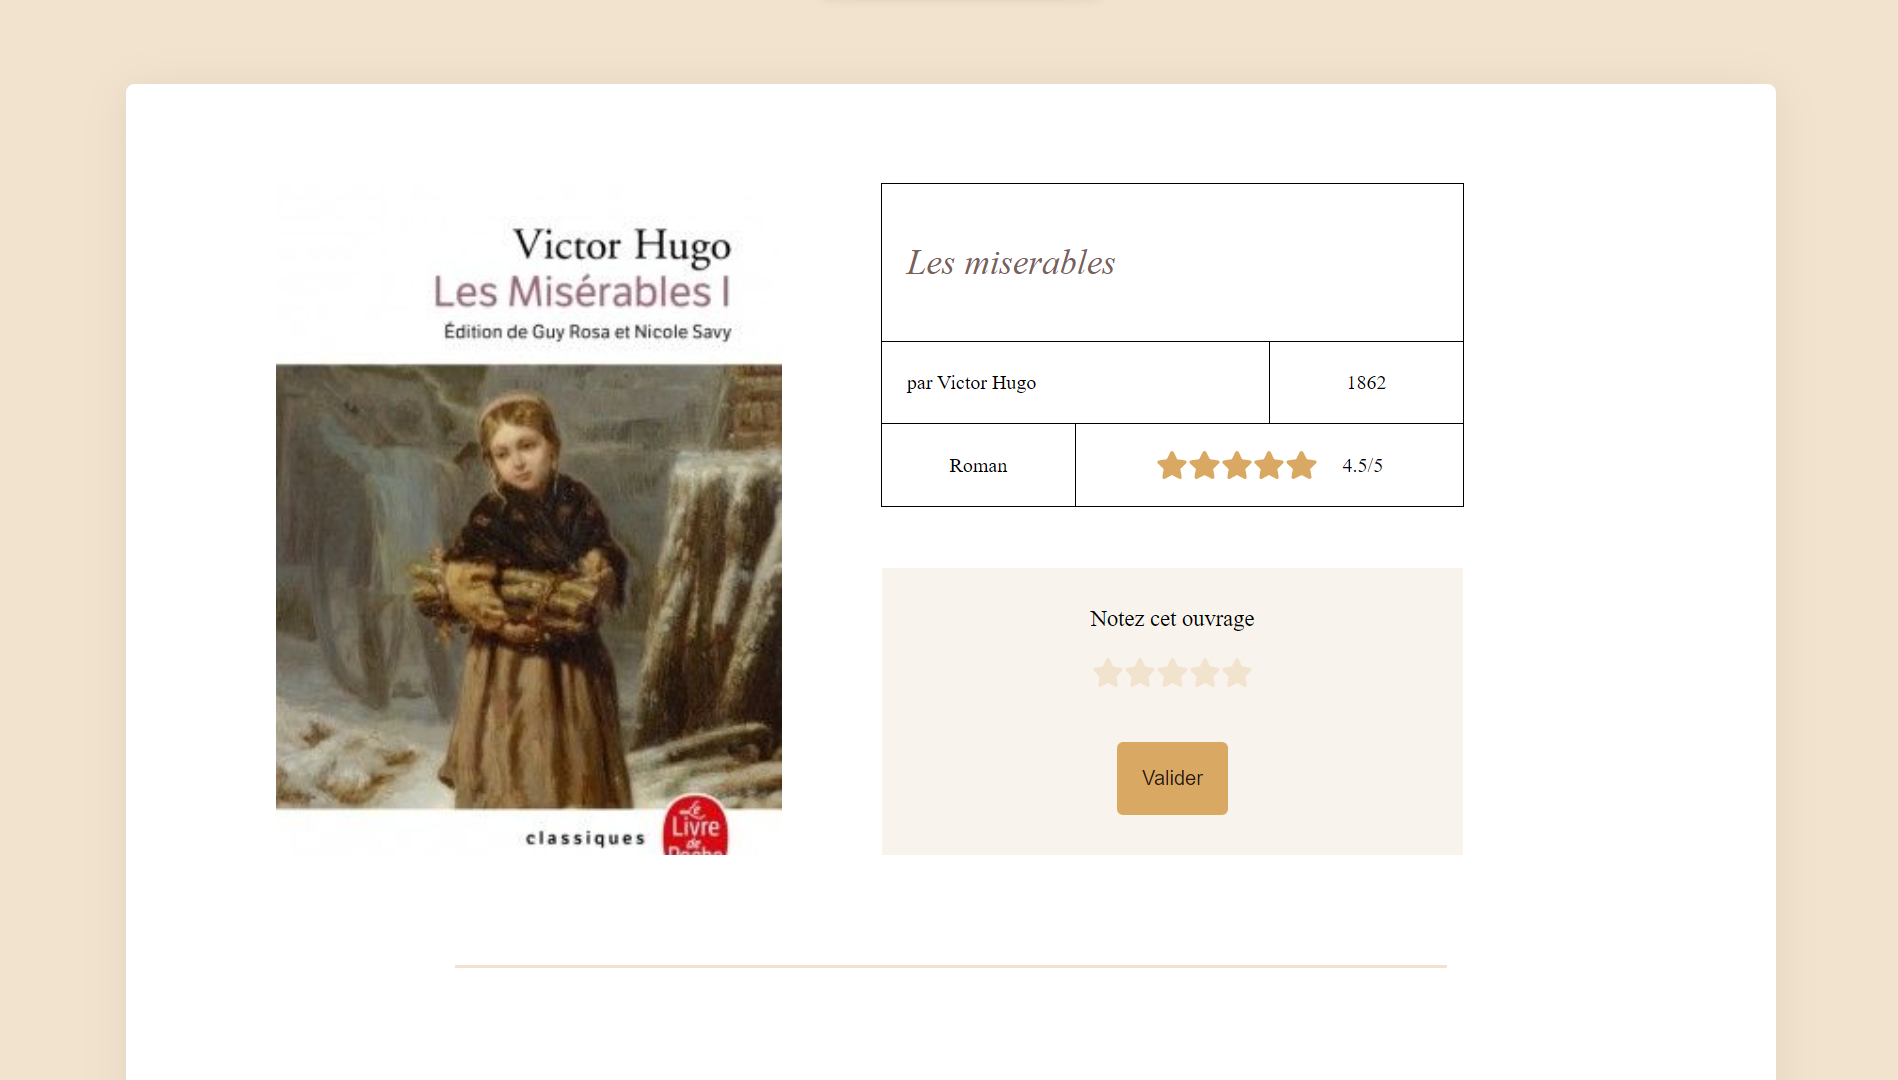 Victor Hugo
Les Misérables I
Édition de Guy Rosa et Nicole Savy
classiques
Le
Livre
de
Poche
Les miserables
par Victor Hugo
1862
Roman
4.5/5
Notez cet ouvrage
Valider